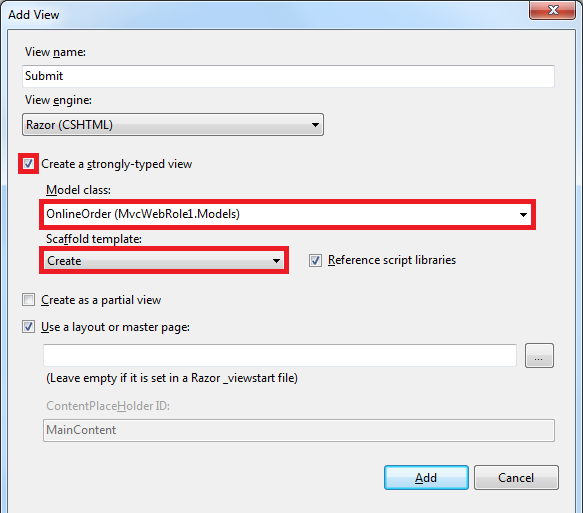 Add View
View name:
Submit
View engine:
Razor (CSHTML)
Create a strongly-typed view
Model class:
OnlineOrder (MvcWebRole1.Models)
Scaffold template:
Create
Reference script libraries
Create as a partial view
Use a layout or master page:
...
(Leave empty if it is set in a Razor _viewstart file)
ContentPlaceHolder ID:
MainContent
Add Cancel